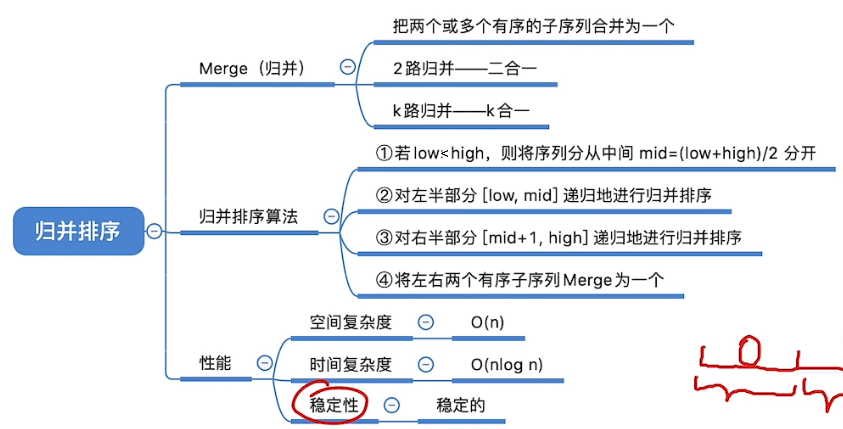 归并排序
Merge（归并）
把两个或多个有序的子序列合并为一个
2路归并——二合一
k路归并——k合一
归并排序算法
①若low<high，则将序列分从中间 mid=(low+high)/2 分开
②对左半部分 [low, mid] 递归地进行归并排序
③对右半部分 [mid+1, high] 递归地进行归并排序
④将左右两个有序子序列Merge为一个
性能
空间复杂度 O(n)
时间复杂度 O(nlog n)
稳定性 稳定的